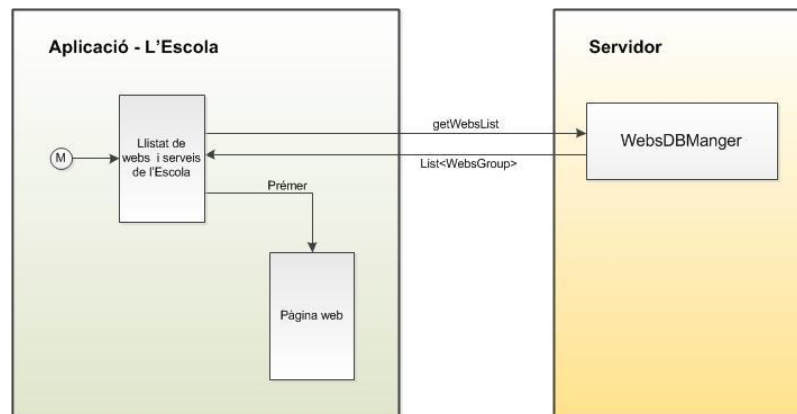 Aplicació - L'Escola
Servidor
M
Llistat de
webs i serveis
de l'Escola
getWebsList
List<WebsGroup>
WebsDBManger
Prémer
Pàgina web